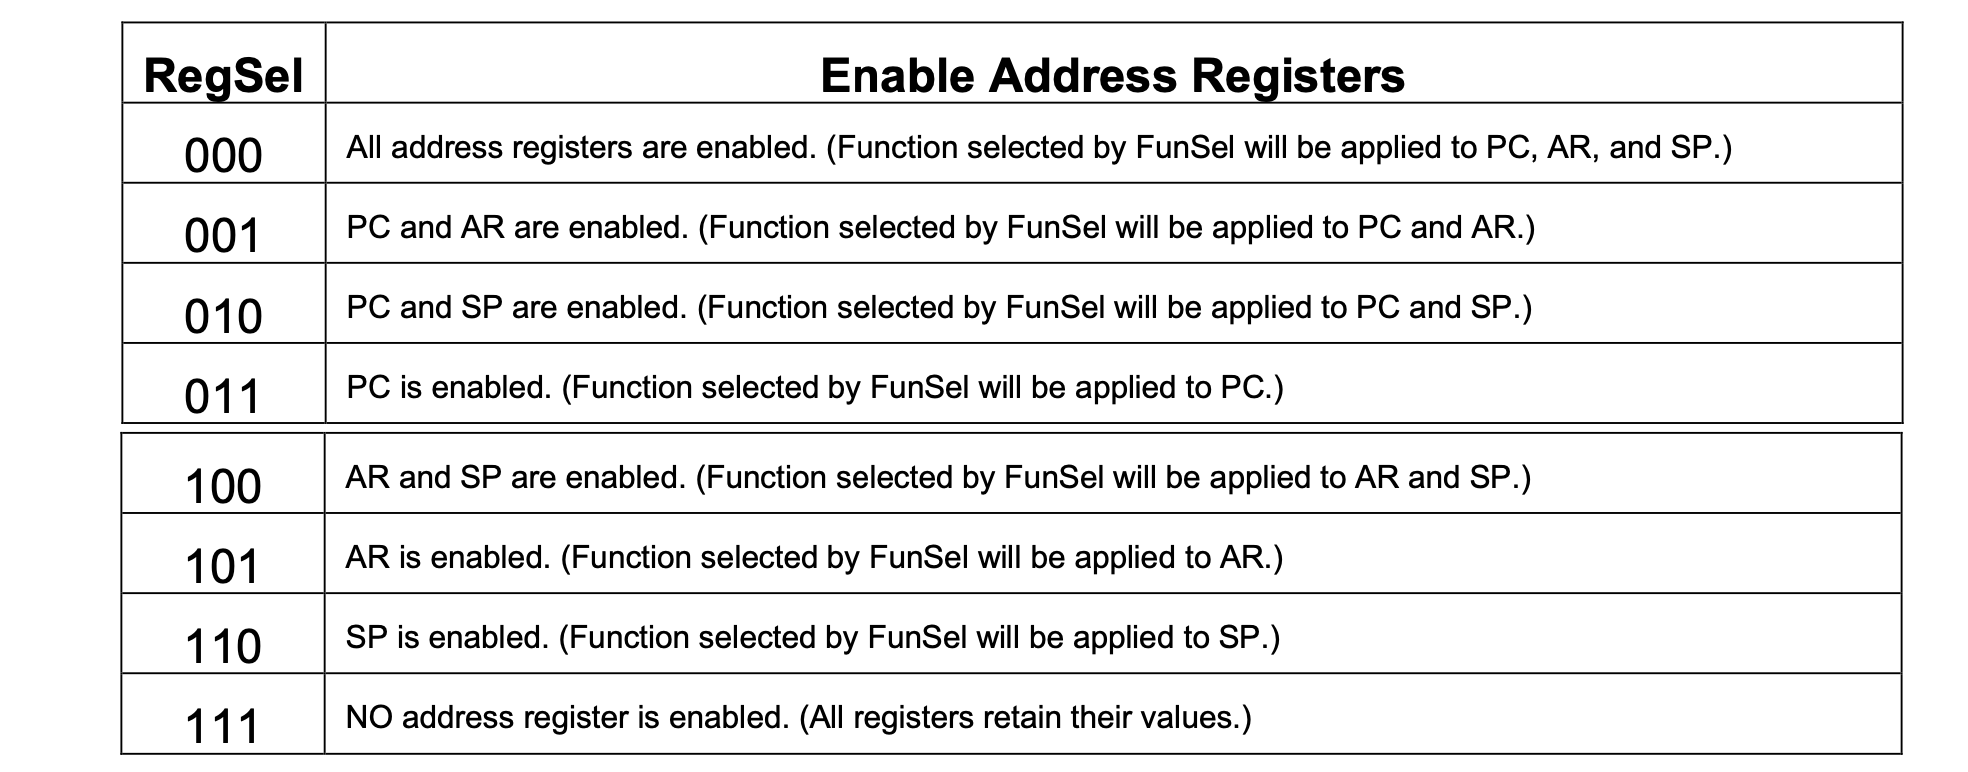 RegSel Enable Address Registers
000 All address registers are enabled. (Function selected by FunSel will be applied to PC, AR, and SP.)
001 PC and AR are enabled. (Function selected by FunSel will be applied to PC and AR.)
010 PC and SP are enabled. (Function selected by FunSel will be applied to PC and SP.)
011 PC is enabled. (Function selected by FunSel will be applied to PC.)
100 AR and SP are enabled. (Function selected by FunSel will be applied to AR and SP.)
101 AR is enabled. (Function selected by FunSel will be applied to AR.)
110 SP is enabled. (Function selected by FunSel will be applied to SP.)
111 NO address register is enabled. (All registers retain their values.)